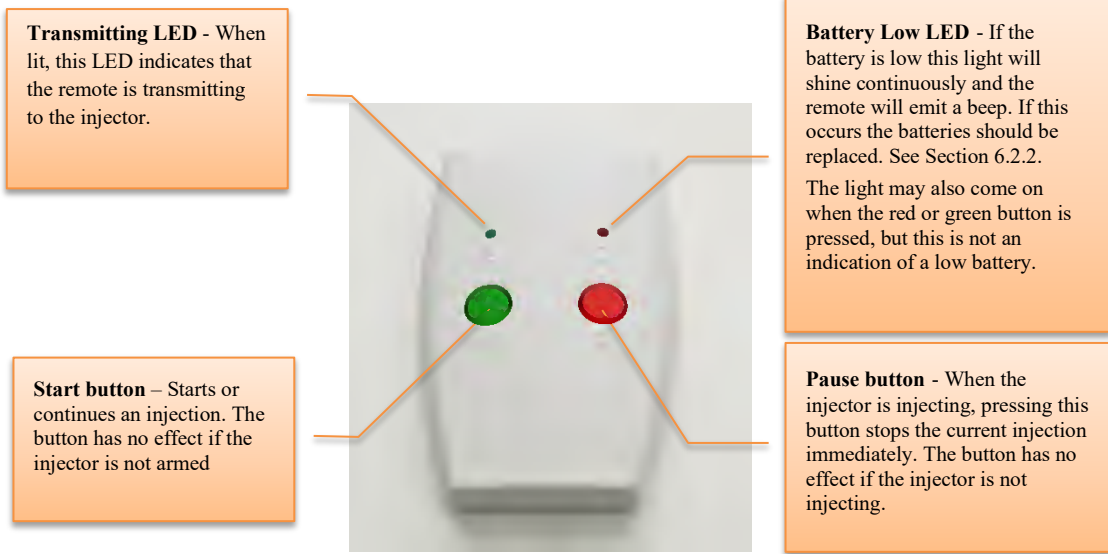 Transmitting LED - When
lit, this LED indicates that
the remote is transmitting
to the injector.
Battery Low LED - If the
battery is low this light will
shine continuously and the
remote will emit a beep. If this
occurs the batteries should be
replaced. See Section 6.2.2.
The light may also come on
when the red or green button is
pressed, but this is not an
indication of a low battery.
Start button – Starts or
continues an injection. The
button has no effect if the
injector is not armed
Pause button - When the
injector is injecting, pressing this
button stops the current injection
immediately. The button has no
effect if the injector is not
injecting.